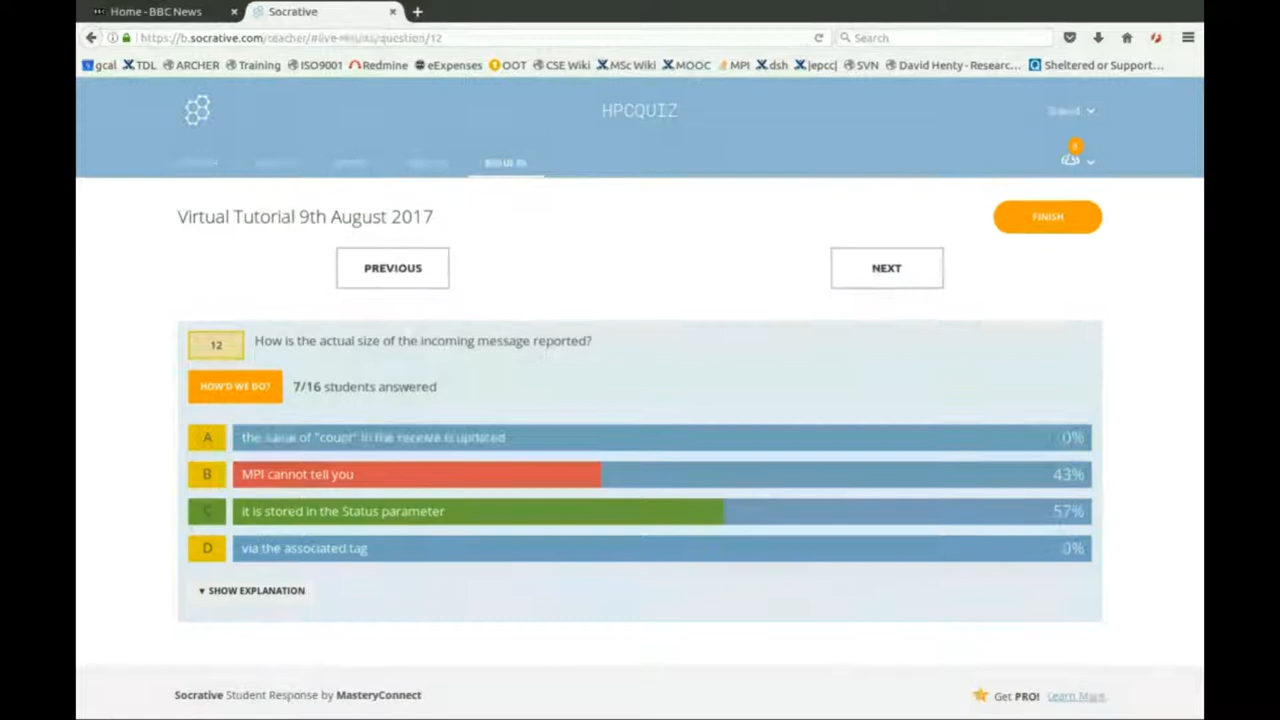 Home - BBC News
Socrative
https://b.socrative.com/teacher/#live-results/question/12
Search
gcal TDL ARCHER Training ISO9001 Redmine eExpenses OOT CSE Wiki MSc Wiki MOOC MPI dsh jepcc SVN David Henty - Researc... Sheltered or Support...
HPCQUIZ
RESULTS
Virtual Tutorial 9th August 2017
FINISH
PREVIOUS
NEXT
12
How is the actual size of the incoming message reported?
HOW'D WE DO?
7/16 students answered
A the value of "count" in the receive is updated 0%
B MPI cannot tell you 43%
C it is stored in the Status parameter 57%
D via the associated tag 0%
▼ SHOW EXPLANATION
Socrative Student Response by MasteryConnect
Get PRO! Learn More